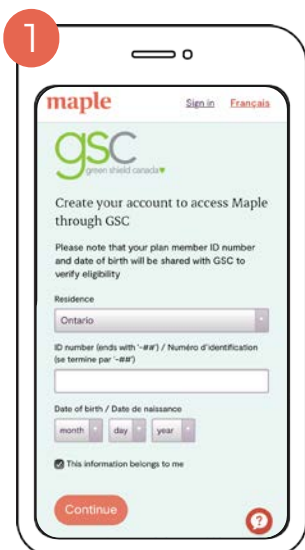 1
maple Sign in Français
gsc
green shield canada
Create your account to access Maple
through GSC
Please note that your plan member ID number
and date of birth will be shared with GSC to
verify eligibility
Residence
Ontario
ID number (ends with '-##') / Numéro d'identification
(se termine par '-##')
Date of birth / Date de naissance
month day year
This information belongs to me
Continue
?